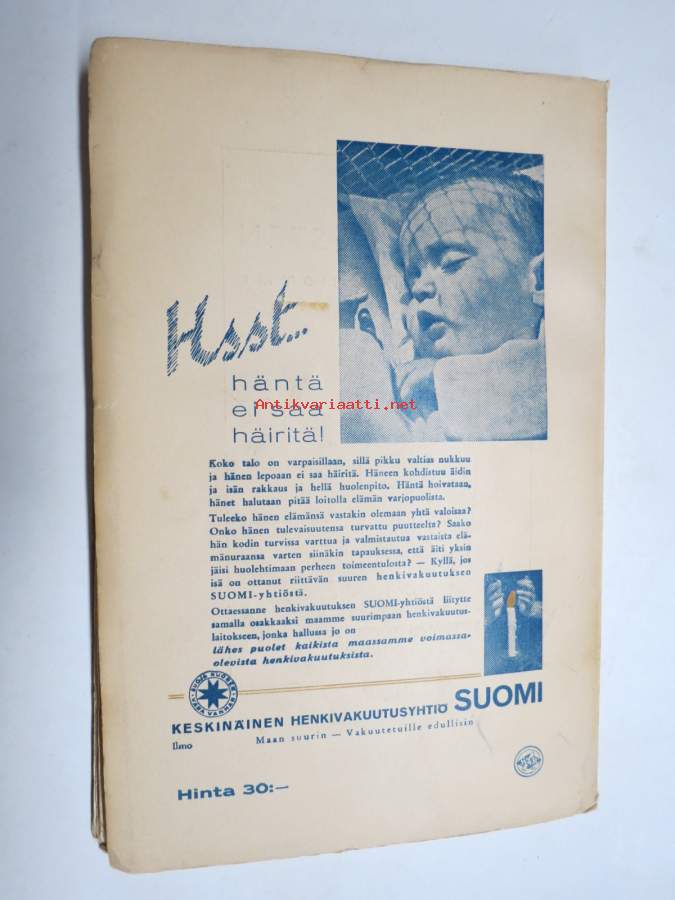 Hsst...
häntä
ei saa
häiritä!
Antikvariaatti.net
Koko talo on varpaisillaan, sillä pikku valtias nukkuu
ja hänen lepoaan ei saa häiritä. Häneen kohdistuu äidin
ja isän rakkaus ja hellä huolenpito. Häntä hoivataan,
hänet halutaan pitää loitolla elämän varjopuolista.
Tuleeko hänen elämänsä vastakin olemaan yhtä valoisaa?
Onko hänen tulevaisuutensa turvattu puutteelta? Saako
hän kodin turvissa varttua ja valmistautua vastaista elä-
mänuraansa varten siinäkin tapauksessa, että äiti yksin
jäisi huolehtimaan perheen toimeentulosta? — Kyllä, jos
isä on ottanut riittävän suuren henkivakuutuksen
SUOMI-yhtiöstä.
Ottaessanne henkivakuutuksen SUOMI-yhtiöstä liitytte
samalla osakkaaksi maamme suurimpaan henkivakuutus-
laitokseen, jonka hallussa jo on
lähes puolet kaikista maassamme voimassa-
olevista henkivakuutuksista.
SUOJA NUOREN
TURVA VANHAN
KESKINÄINEN HENKIVAKUUTUSYHTIÖ SUOMI
Ilmo
Maan suurin — Vakuutetuille edullisin
Hinta 30:—